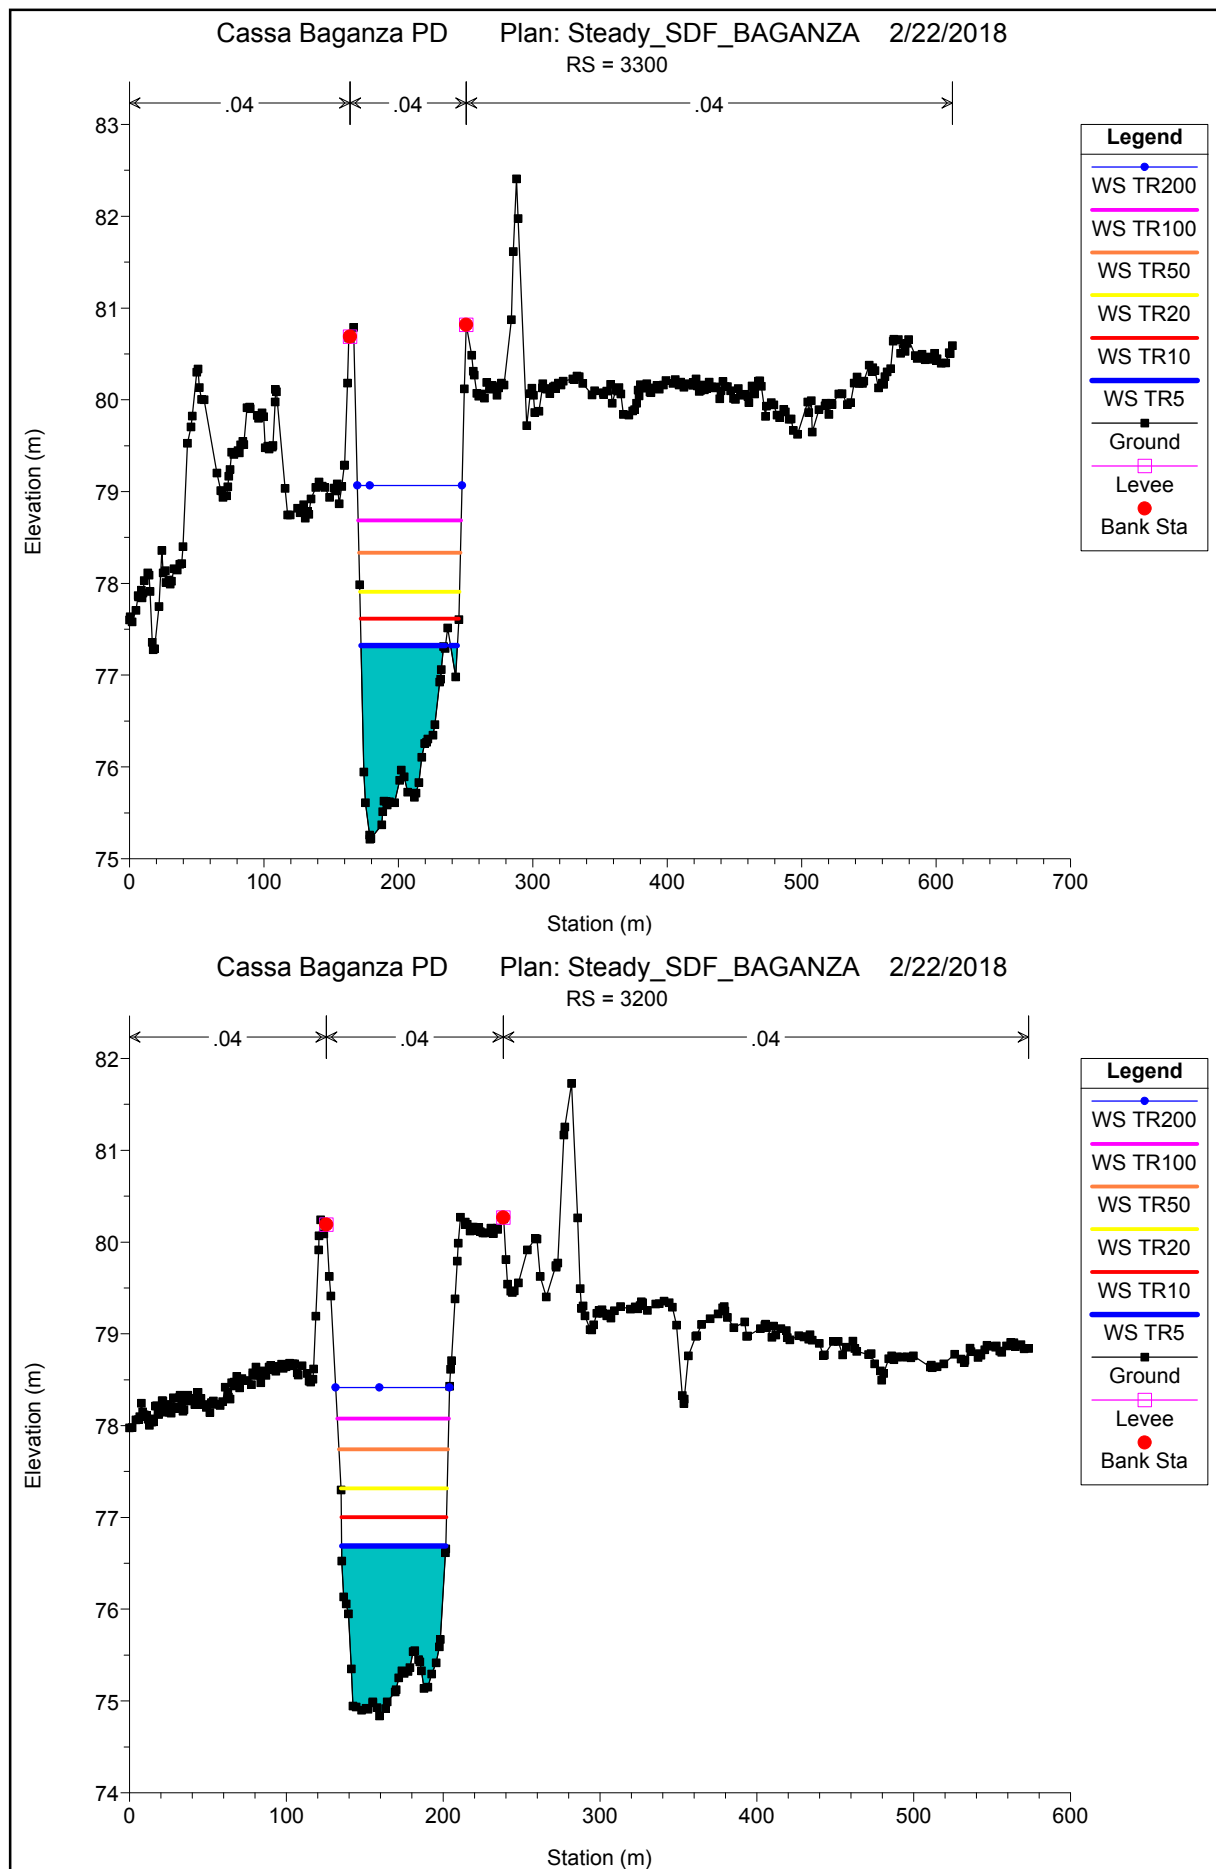 Cassa Baganza PD Plan: Steady_SDF_BAGANZA 2/22/2018
RS = 3300
.04 .04 .04
83
82
81
80
79
78
77
76
75
Elevation (m)
0 100 200 300 400 500 600 700
Station (m)
Legend
WS TR200
WS TR100
WS TR50
WS TR20
WS TR10
WS TR5
Ground
Levee
Bank Sta
Cassa Baganza PD Plan: Steady_SDF_BAGANZA 2/22/2018
RS = 3200
.04 .04 .04
82
81
80
79
78
77
76
75
74
Elevation (m)
0 100 200 300 400 500 600
Station (m)
Legend
WS TR200
WS TR100
WS TR50
WS TR20
WS TR10
WS TR5
Ground
Levee
Bank Sta